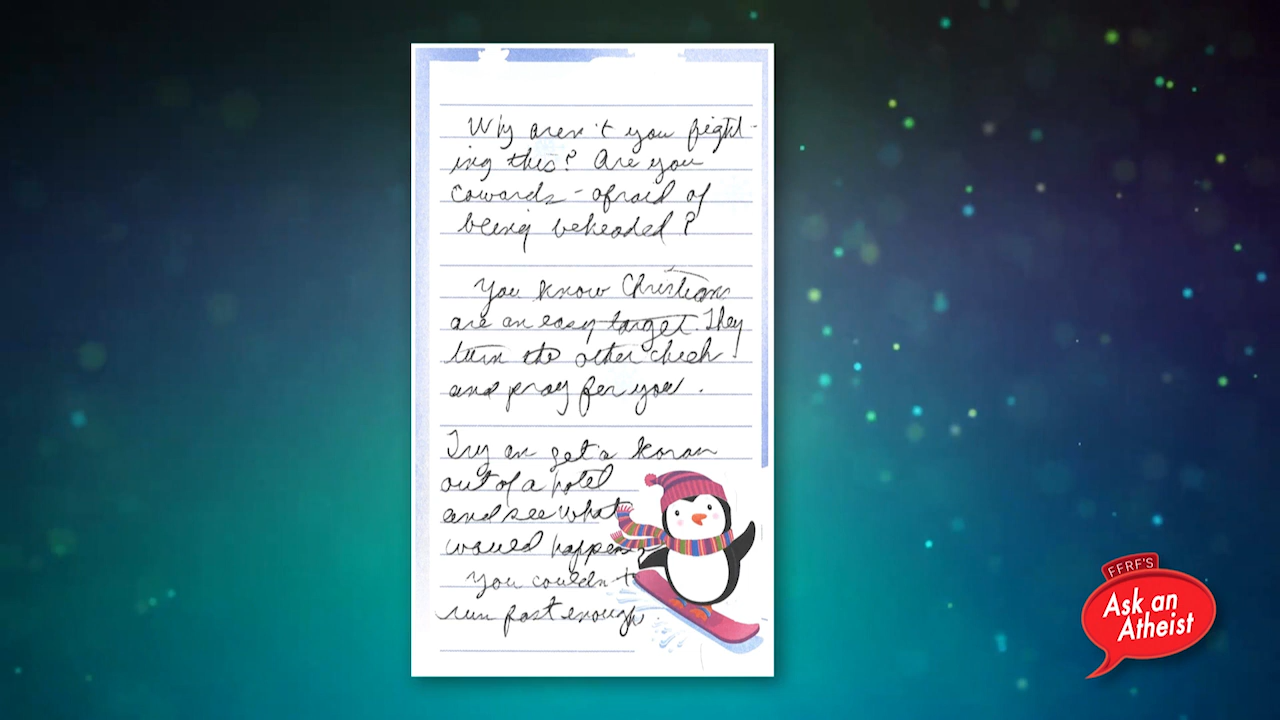 Why aren't you fight-
ing this? Are you
cowards - afraid of
being beheaded?
You know Christians
are an easy target. They
turn the other cheek
and pray for you.
Try an get a Koran
out of a hotel
and see what
would happen?
You couldn't
run fast enough
FFRF'S
Ask an
Atheist